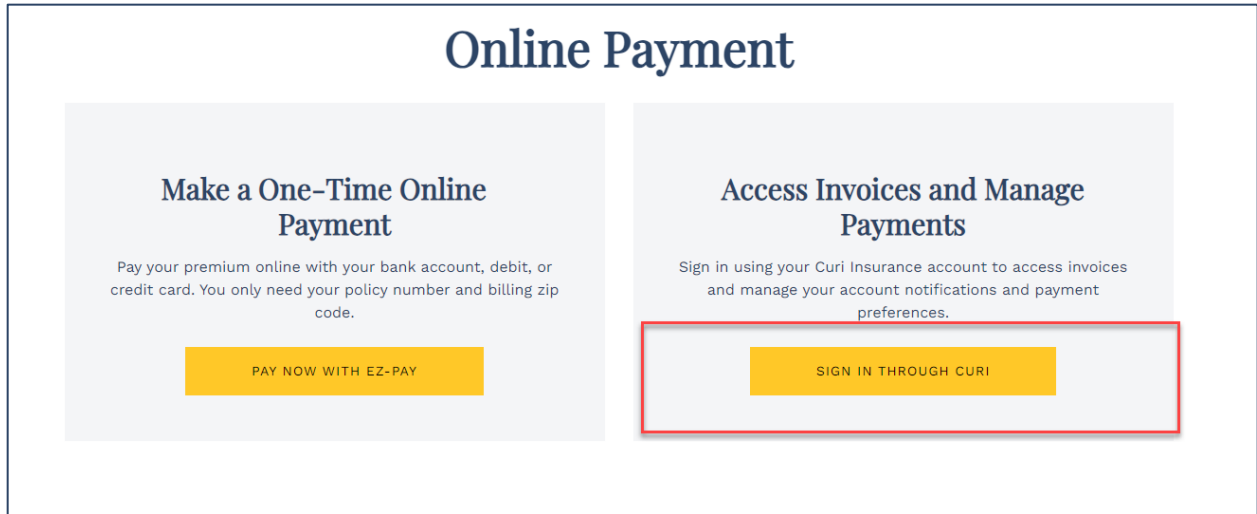 Online Payment
Make a One-Time Online
Payment
Pay your premium online with your bank account, debit, or
credit card. You only need your policy number and billing zip
code.
PAY NOW WITH EZ-PAY
Access Invoices and Manage
Payments
Sign in using your Curi Insurance account to access invoices
and manage your account notifications and payment
preferences.
SIGN IN THROUGH CURI